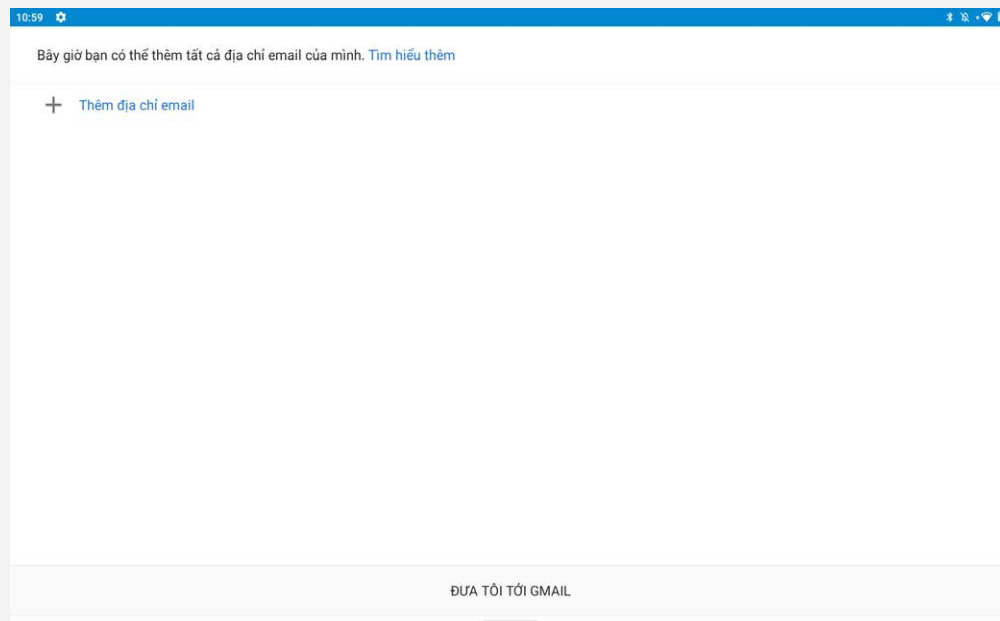 10:59
Bây giờ bạn có thể thêm tất cả địa chỉ email của mình. Tìm hiểu thêm
Thêm địa chỉ email
ĐƯA TÔI TỚI GMAIL